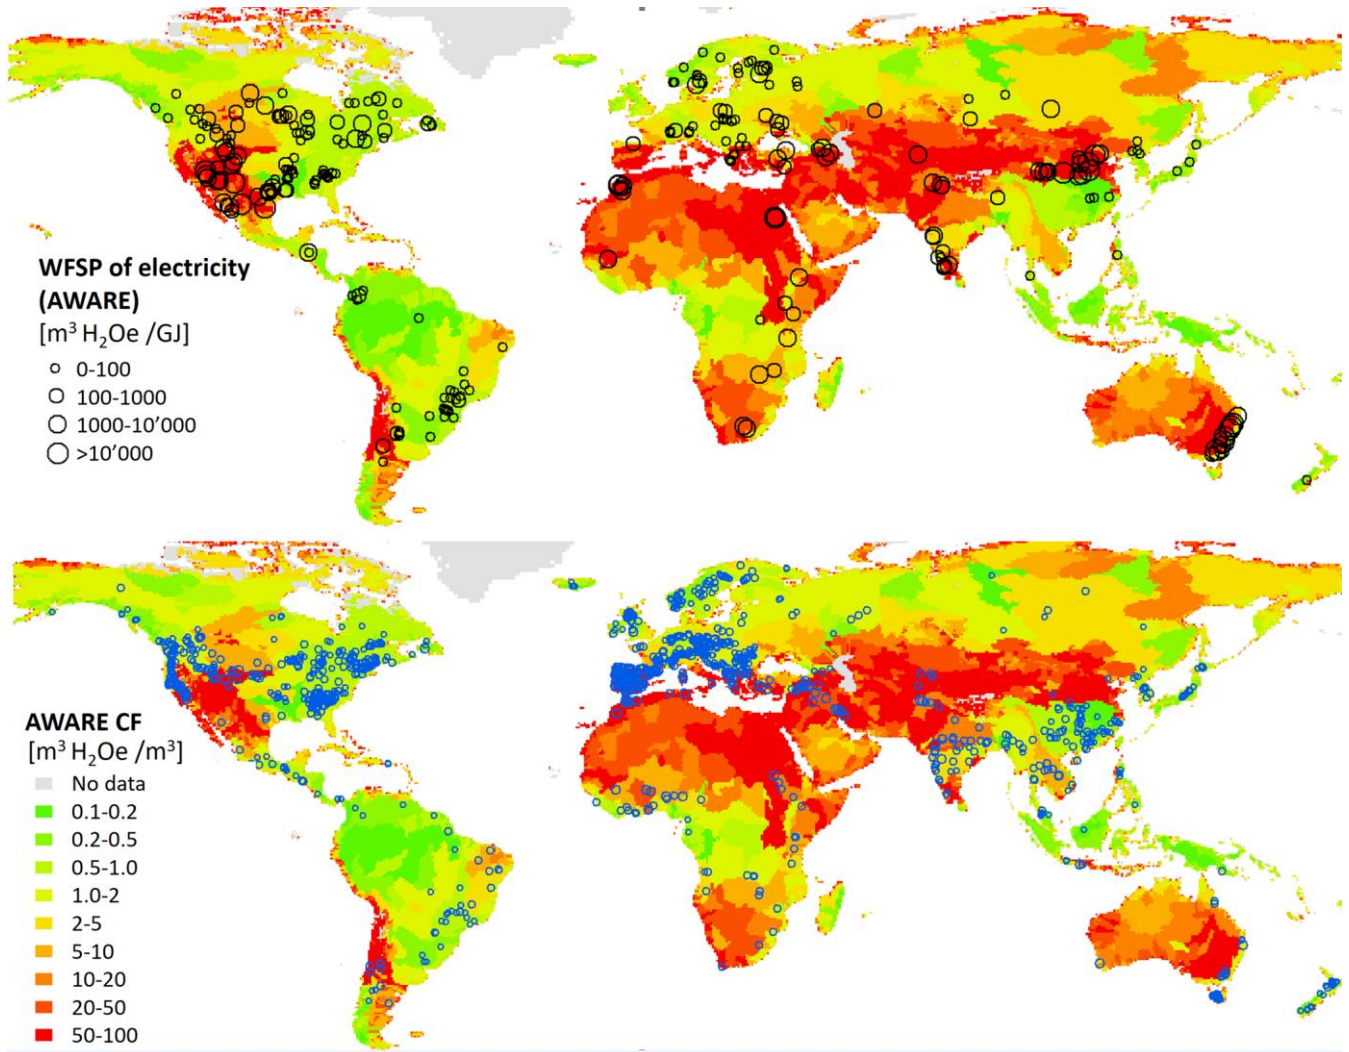 WFSP of electricity
(AWARE)
[m³ H₂Oe /GJ]
0-100
100-1000
1000-10’000
>10’000
AWARE CF
[m³ H₂Oe /m³]
No data
0.1-0.2
0.2-0.5
0.5-1.0
1.0-2
2-5
5-10
10-20
20-50
50-100